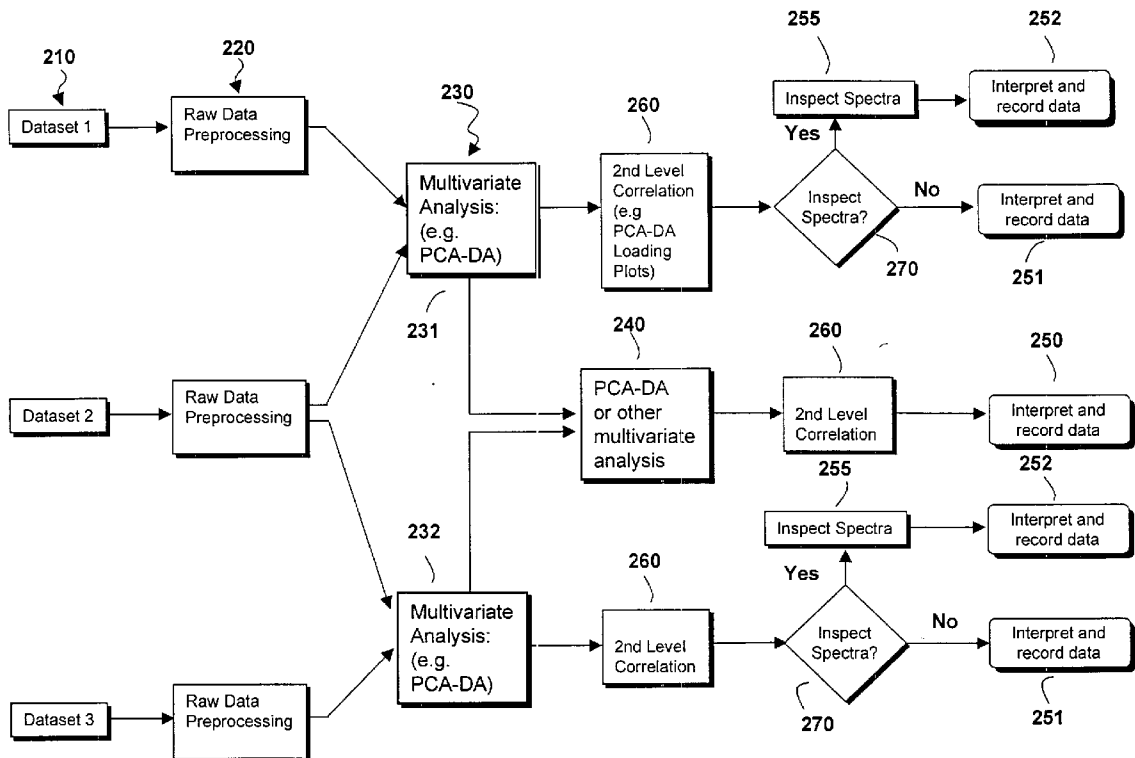 210
220
230
260
255
252
Dataset 1
Raw Data
Preprocessing
Multivariate
Analysis:
(e.g.
PCA-DA)
231
2nd Level
Correlation
(e.g
PCA-DA
Loading
Plots)
Inspect Spectra
Interpret and
record data
Yes
Inspect
Spectra?
270
No
Interpret and
record data
251
Dataset 2
Raw Data
Preprocessing
240
PCA-DA
or other
multivariate
analysis
260
2nd Level
Correlation
250
Interpret and
record data
Dataset 3
Raw Data
Preprocessing
232
Multivariate
Analysis:
(e.g.
PCA-DA)
260
2nd Level
Correlation
255
Inspect Spectra
252
Interpret and
record data
Yes
Inspect
Spectra?
270
No
Interpret and
record data
251